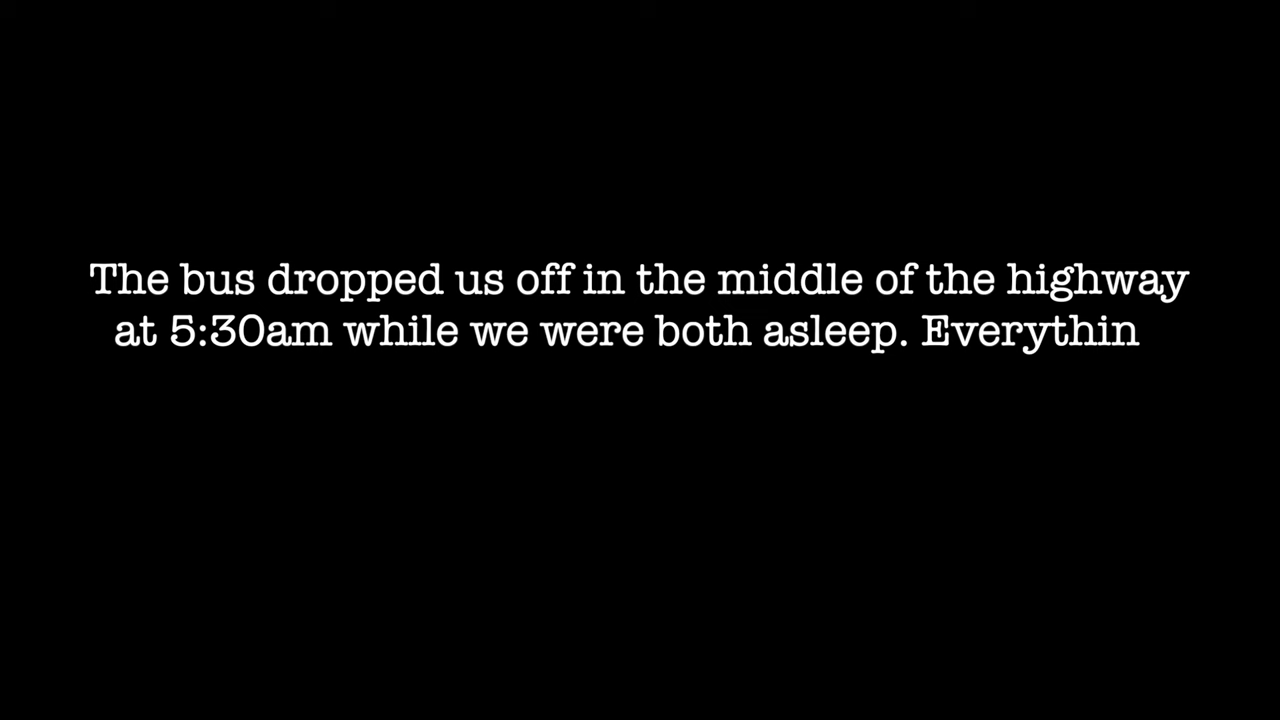 The bus dropped us off in the middle of the highway
at 5:30am while we were both asleep. Everythin